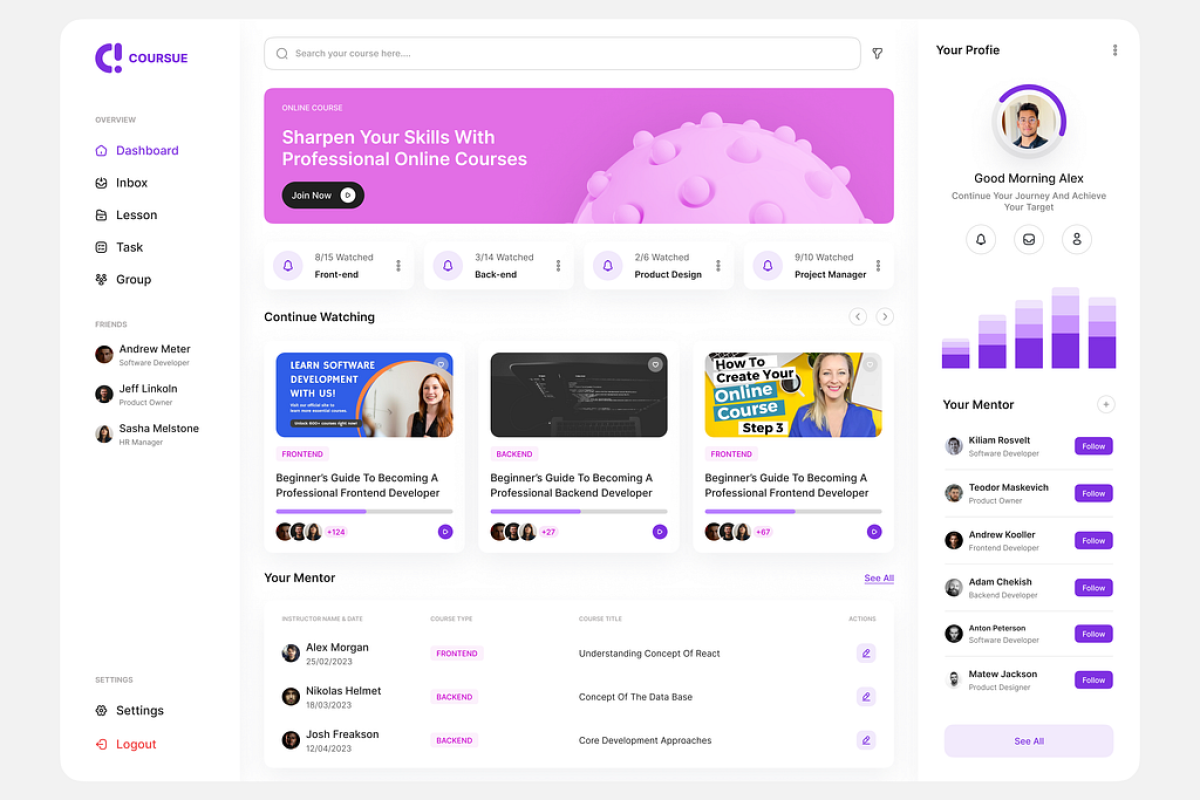 COURSUE
OVERVIEW
Dashboard
Inbox
Lesson
Task
Group
FRIENDS
Andrew Meter
Software Developer
Jeff Linkoln
Product Owner
Sasha Melstone
HR Manager
SETTINGS
Settings
Logout
Search your course here....
ONLINE COURSE
Sharpen Your Skills With
Professional Online Courses
Join Now
8/15 Watched
Front-end
3/14 Watched
Back-end
2/6 Watched
Product Design
9/10 Watched
Project Manager
Continue Watching
LEARN SOFTWARE
DEVELOPMENT
WITH US!
Visit our official site to
learn more essential courses.
Unlock 600+ courses right now!
FRONTEND
Beginner's Guide To Becoming A
Professional Frontend Developer
+124
BACKEND
Beginner's Guide To Becoming A
Professional Backend Developer
+27
How To
Create Your
Online
Course
Step 3
FRONTEND
Beginner's Guide To Becoming A
Professional Frontend Developer
+67
Your Mentor
See All
INSTRUCTOR NAME & DATE COURSE TYPE COURSE TITLE ACTIONS
Alex Morgan
25/02/2023
FRONTEND
Understanding Concept Of React
Nikolas Helmet
18/03/2023
BACKEND
Concept Of The Data Base
Josh Freakson
12/04/2023
BACKEND
Core Development Approaches
Your Profie
Good Morning Alex
Continue Your Journey And Achieve
Your Target
Your Mentor
Kiliam Rosvelt
Software Developer
Follow
Teodor Maskevich
Product Owner
Follow
Andrew Kooller
Frontend Developer
Follow
Adam Chekish
Backend Developer
Follow
Anton Peterson
Software Developer
Follow
Matew Jackson
Product Designer
Follow
See All